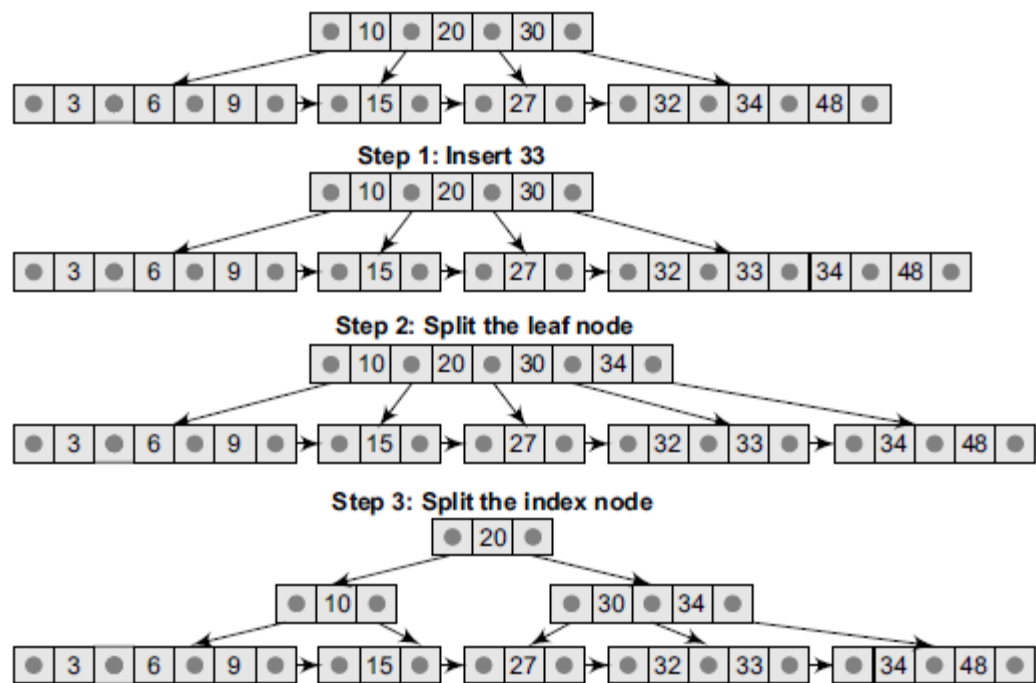 10 20 30
3 6 9 15 27 32 34 48
Step 1: Insert 33
10 20 30
3 6 9 15 27 32 33 34 48
Step 2: Split the leaf node
10 20 30 34
3 6 9 15 27 32 33 34 48
Step 3: Split the index node
20
10 30 34
3 6 9 15 27 32 33 34 48